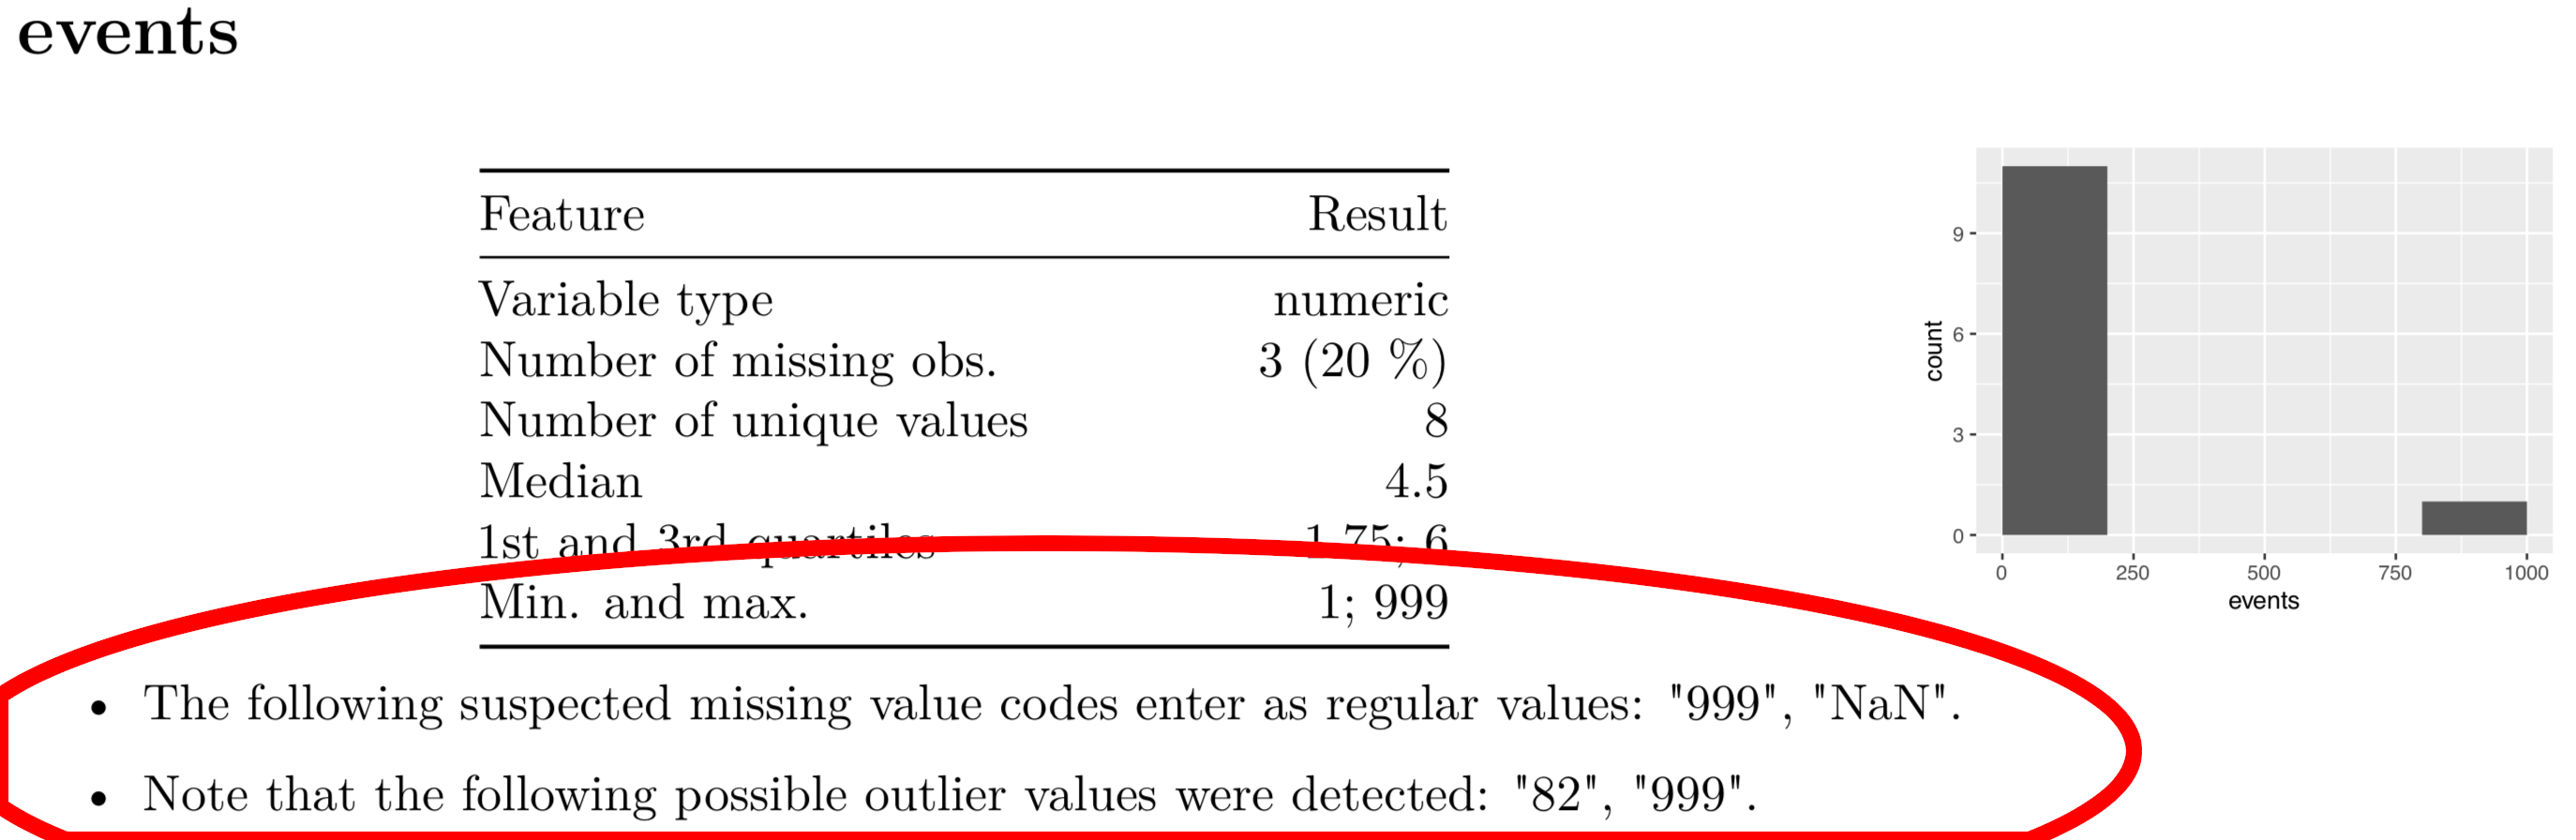 events
Feature Result
Variable type numeric
Number of missing obs. 3 (20 %)
Number of unique values 8
Median 4.5
1st and 3rd quartiles 1.75; 6
Min. and max. 1; 999
9
6
3
0
count
0 250 500 750 1000
events
• The following suspected missing value codes enter as regular values: "999", "NaN".
• Note that the following possible outlier values were detected: "82", "999".